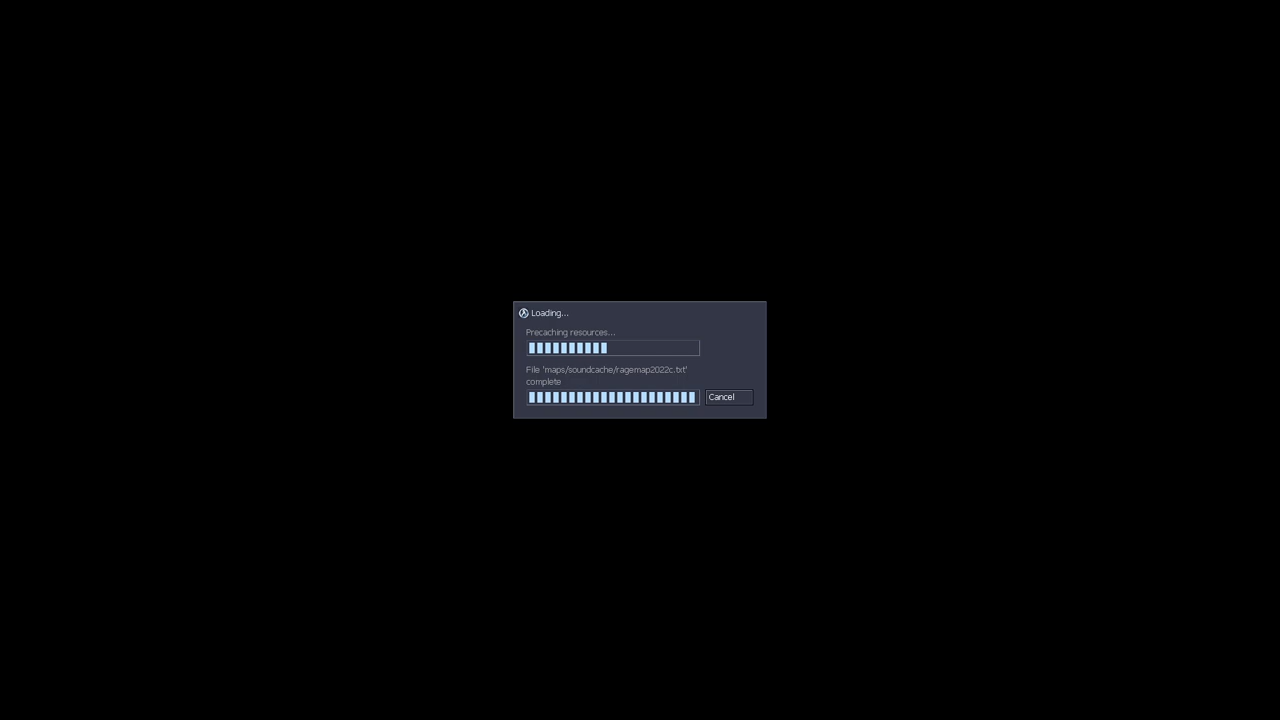 Loading...
Precaching resources...
File 'maps/soundcache/ragemap2022c.txt'
complete
Cancel